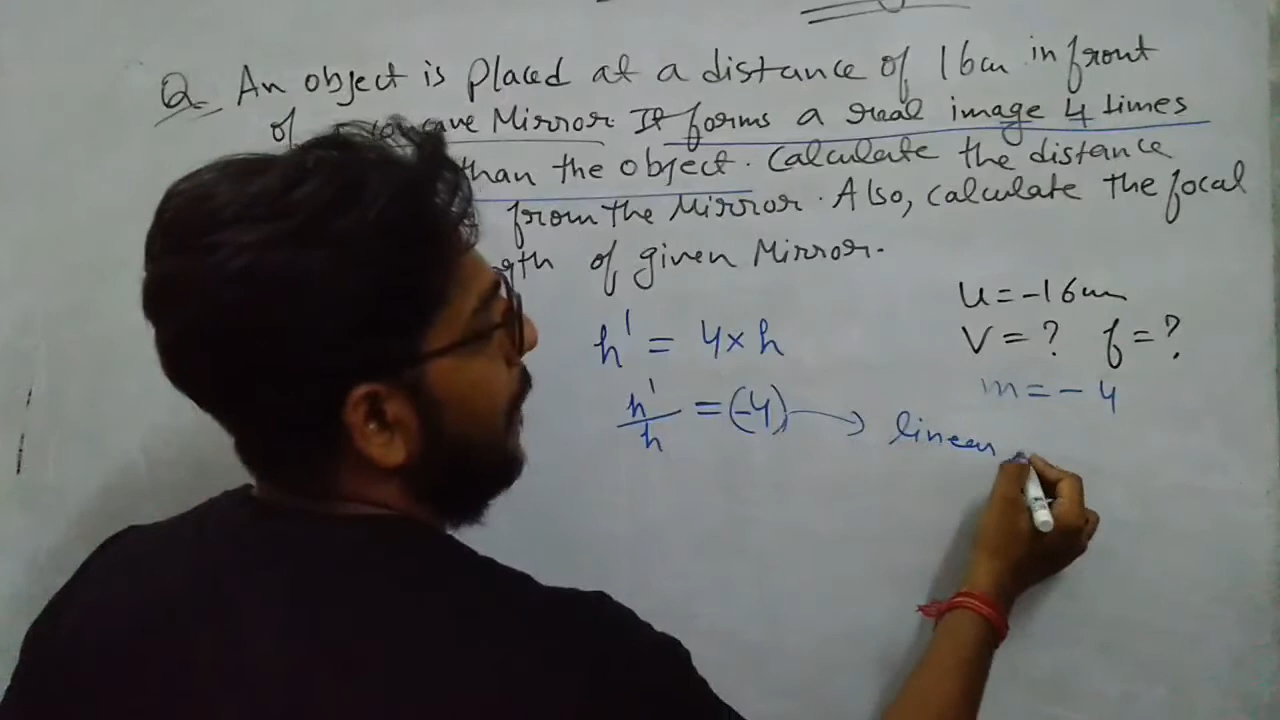 Q. An object is placed at a distance of 16cm in front
of Mirror It forms a real image 4 times
than the object. Calculate the distance
from the Mirror. Also, calculate the focal
of given Mirror.
u = -16cm
h' = 4 × h
v = ? f = ?
m = -4
h'/h = (-4) → linear